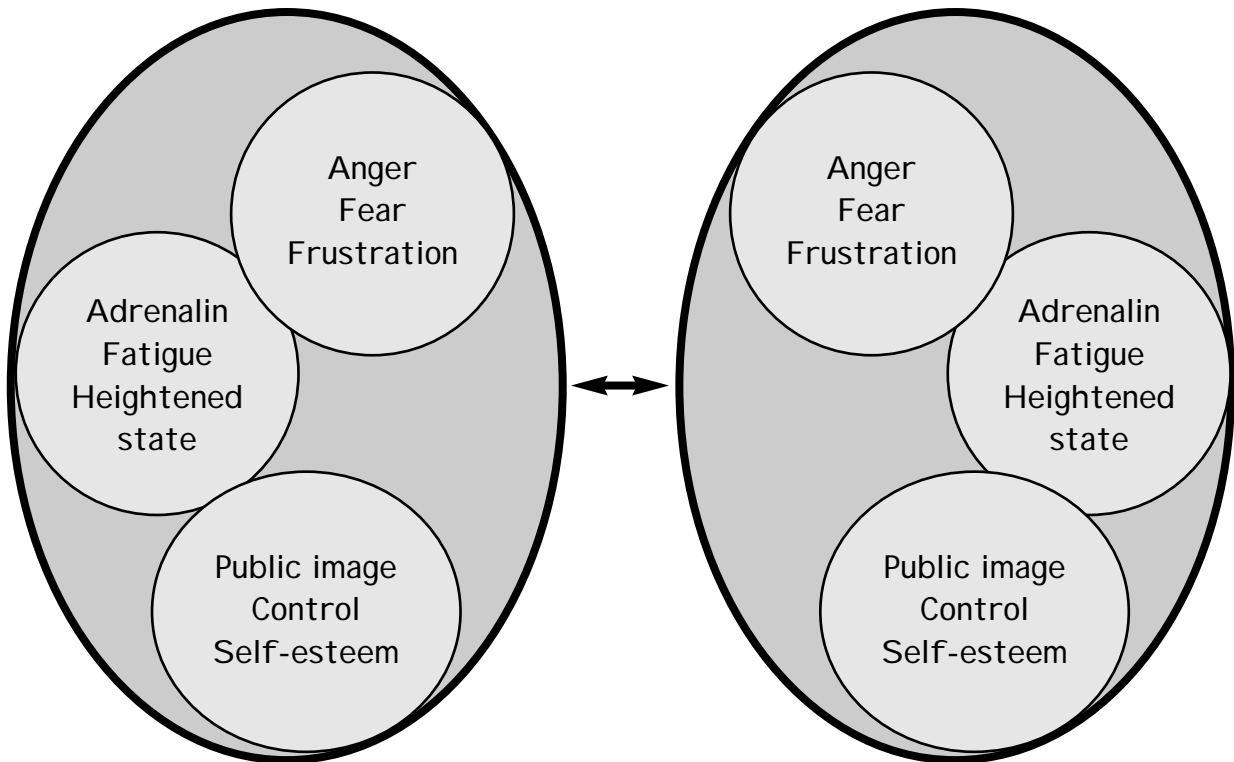 Anger
Fear
Frustration
Adrenalin
Fatigue
Heightened
state
Public image
Control
Self-esteem
Anger
Fear
Frustration
Adrenalin
Fatigue
Heightened
state
Public image
Control
Self-esteem